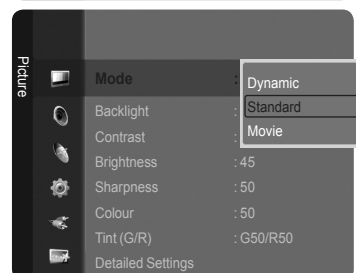 Picture
Mode : Dynamic
Standard
Movie
Backlight :
Contrast :
Brightness : 45
Sharpness : 50
Colour : 50
Tint (G/R) : G50/R50
Detailed Settings